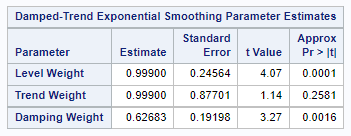 Damped-Trend Exponential Smoothing Parameter Estimates
Parameter Estimate Standard Error t Value Approx Pr > |t|
Level Weight 0.99900 0.24564 4.07 0.0001
Trend Weight 0.99900 0.87701 1.14 0.2581
Damping Weight 0.62683 0.19198 3.27 0.0016